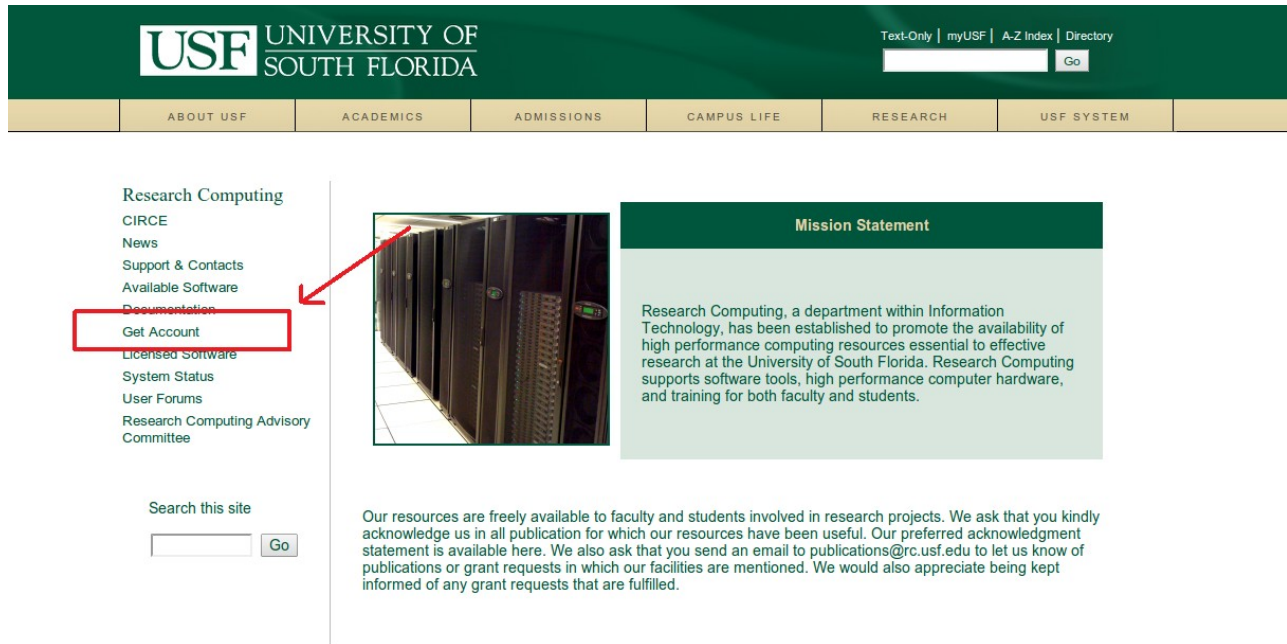 USF UNIVERSITY OF
SOUTH FLORIDA
Text-Only | myUSF | A-Z Index | Directory
Go
ABOUT USF ACADEMICS ADMISSIONS CAMPUS LIFE RESEARCH USF SYSTEM
Research Computing
CIRCE
News
Support & Contacts
Available Software
Documentation
Get Account
Licensed Software
System Status
User Forums
Research Computing Advisory
Committee
Search this site
Go
Mission Statement
Research Computing, a department within Information
Technology, has been established to promote the availability of
high performance computing resources essential to effective
research at the University of South Florida. Research Computing
supports software tools, high performance computer hardware,
and training for both faculty and students.
Our resources are freely available to faculty and students involved in research projects. We ask that you kindly
acknowledge us in all publication for which our resources have been useful. Our preferred acknowledgment
statement is available here. We also ask that you send an email to publications@rc.usf.edu to let us know of
publications or grant requests in which our facilities are mentioned. We would also appreciate being kept
informed of any grant requests that are fulfilled.